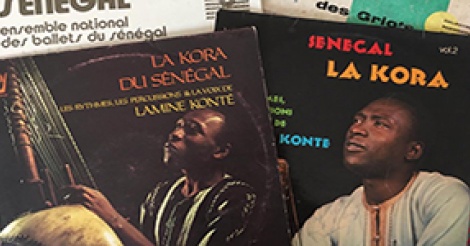 SENEGAL
ensemble national
des ballets du sénégal
des Griots
LA KORA
DU SÉNÉGAL
LES RYTHMES, LES PERCUSSIONS & LA VOIX DE
LAMINE KONTÉ
SENEGAL
vol.2
LA KORA
KONTE